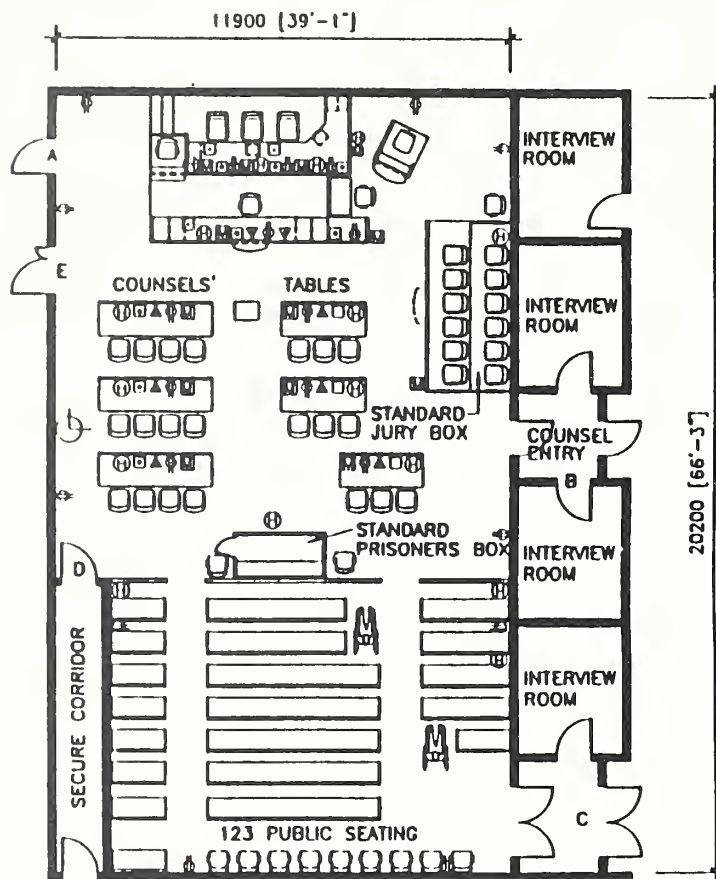 11900 [39'-1"]
INTERVIEW
ROOM
A
E
COUNSELS' TABLES
INTERVIEW
ROOM
H H
STANDARD
JURY BOX
COUNSEL
ENTRY
B
20200 [66'-3"]
STANDARD
PRISONERS BOX
INTERVIEW
ROOM
D
INTERVIEW
ROOM
SECURE CORRIDOR
C
123 PUBLIC SEATING